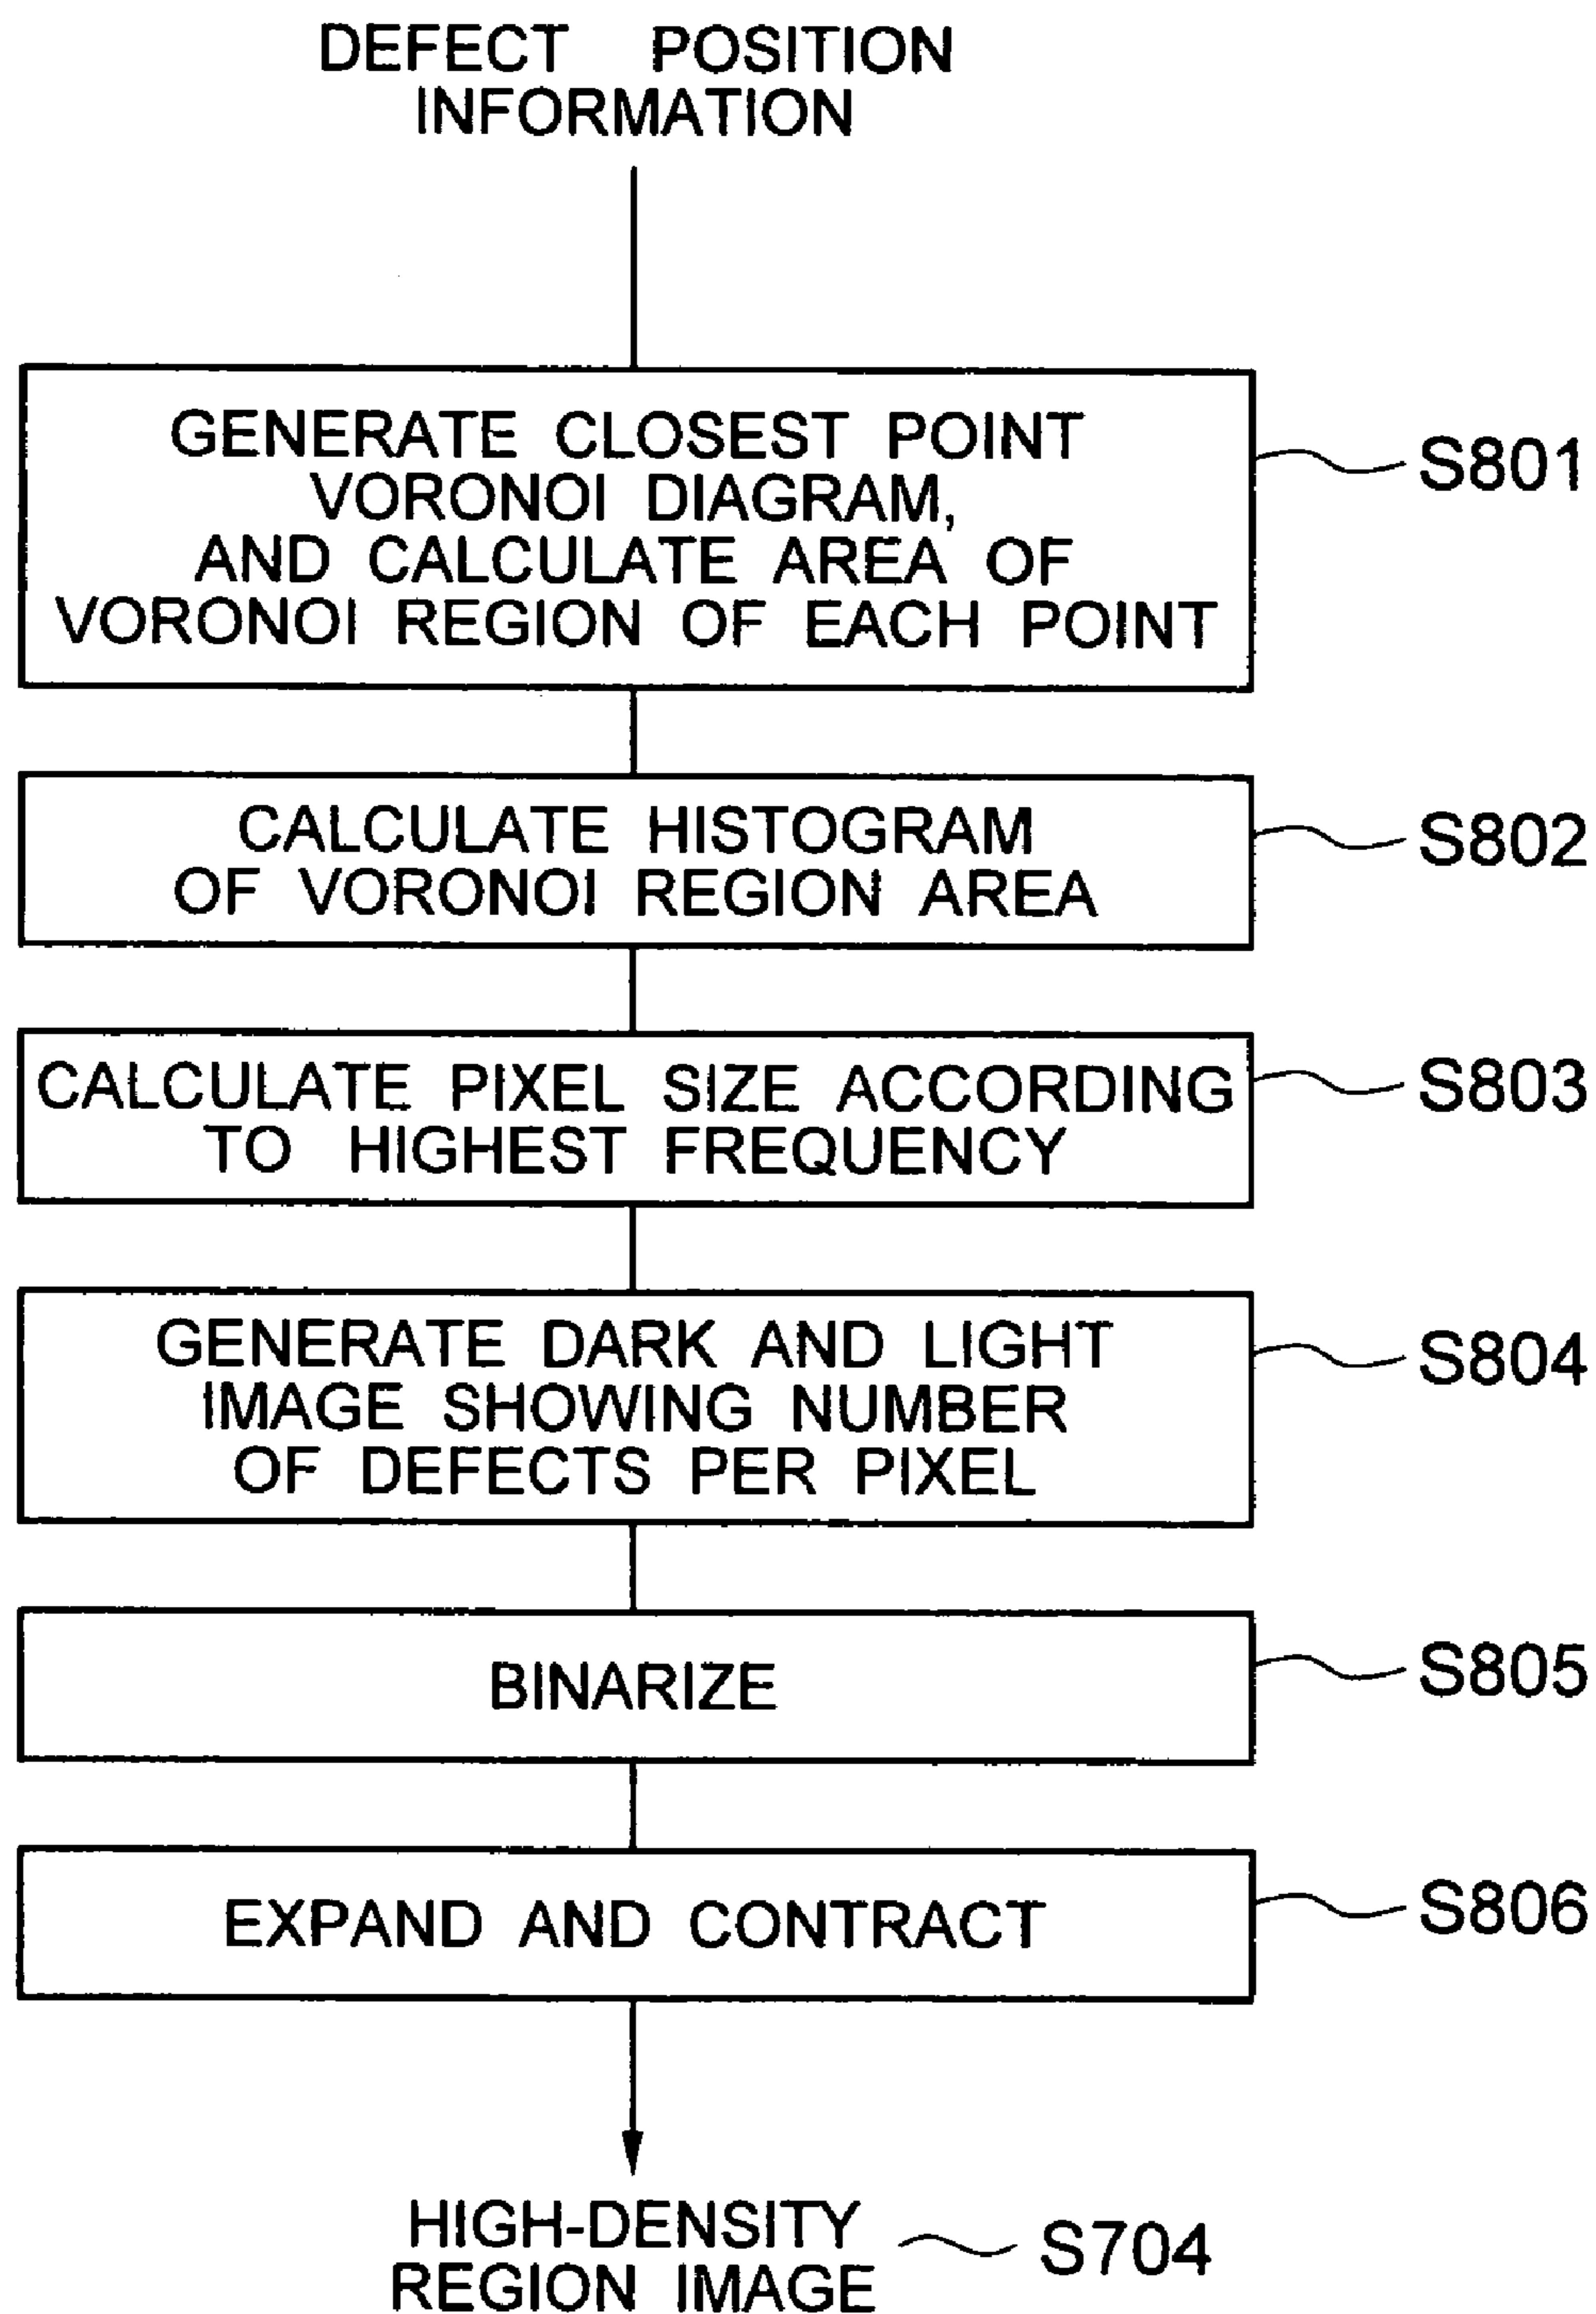 DEFECT POSITION
INFORMATION
GENERATE CLOSEST POINT
VORONOI DIAGRAM,
AND CALCULATE AREA OF
VORONOI REGION OF EACH POINT
S801
CALCULATE HISTOGRAM
OF VORONOI REGION AREA
S802
CALCULATE PIXEL SIZE ACCORDING
TO HIGHEST FREQUENCY
S803
GENERATE DARK AND LIGHT
IMAGE SHOWING NUMBER
OF DEFECTS PER PIXEL
S804
BINARIZE
S805
EXPAND AND CONTRACT
S806
HIGH-DENSITY
REGION IMAGE
S704